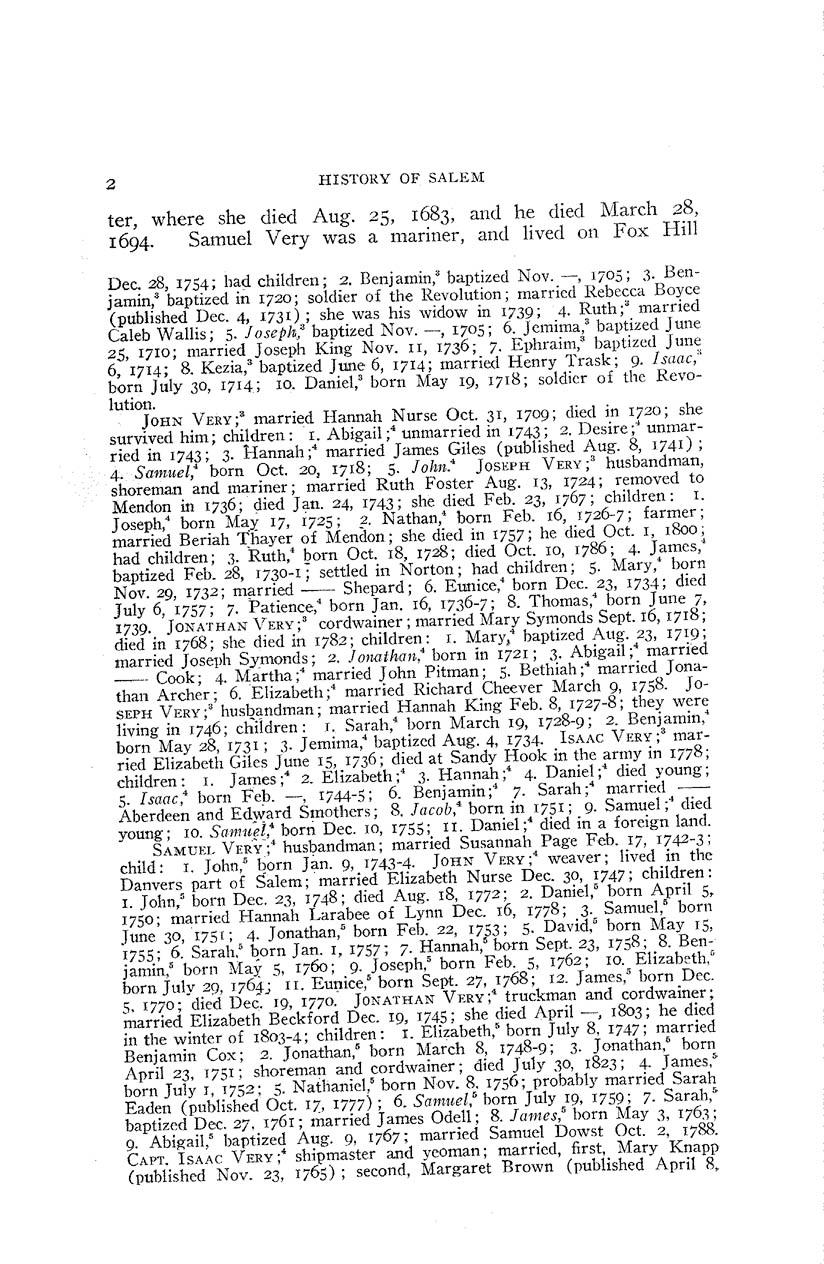 2 HISTORY OF SALEM
ter, where she died Aug. 25, 1683, and he died March 28,
1694. Samuel Very was a mariner, and lived on Fox Hill
Dec. 28, 1754; had children; 2. Benjamin,³ baptized Nov. —, 1705; 3. Ben-
jamin,³ baptized in 1720; soldier of the Revolution; married Rebecca Boyce
(published Dec. 4, 1731); she was his widow in 1739; 4. Ruth;³ married
Caleb Wallis; 5. Joseph,³ baptized Nov. —, 1705; 6. Jemima,³ baptized June
25, 1710; married Joseph King Nov. 11, 1736; 7. Ephraim,³ baptized June
6, 1714; 8. Kezia,³ baptized June 6, 1714; married Henry Trask; 9. Isaac,³
born July 30, 1714; 10. Daniel,³ born May 19, 1718; soldier of the Revo-
lution.
JOHN VERY;³ married Hannah Nurse Oct. 31, 1709; died in 1720; she
survived him; children: 1. Abigail;⁴ unmarried in 1743; 2. Desire;⁴ unmar-
ried in 1743; 3. Hannah;⁴ married James Giles (published Aug. 8, 1741);
4. Samuel,⁴ born Oct. 20, 1718; 5. John.⁴ JOSEPH VERY;³ husbandman,
shoreman and mariner; married Ruth Foster Aug. 13, 1724; removed to
Mendon in 1736; died Jan. 24, 1743; she died Feb. 23, 1767; children: 1.
Joseph,⁴ born May 17, 1725; 2. Nathan,⁴ born Feb. 16, 1726-7; farmer;
married Beriah Thayer of Mendon; she died in 1757; he died Oct. 1, 1800;
had children; 3. Ruth,⁴ born Oct. 18, 1728; died Oct. 10, 1786; 4. James,⁴
baptized Feb. 28, 1730-1; settled in Norton; had children; 5. Mary,⁴ born
Nov. 29, 1732; married —— Shepard; 6. Eunice,⁴ born Dec. 23, 1734; died
July 6, 1757; 7. Patience,⁴ born Jan. 16, 1736-7; 8. Thomas,⁴ born June 7,
1739. JONATHAN VERY;³ cordwainer; married Mary Symonds Sept. 16, 1718;
died in 1768; she died in 1782; children: 1. Mary,⁴ baptized Aug. 23, 1719;
married Joseph Symonds; 2. Jonathan,⁴ born in 1721; 3. Abigail;⁴ married
—— Cook; 4. Martha;⁴ married John Pitman; 5. Bethiah;⁴ married Jona-
than Archer; 6. Elizabeth;⁴ married Richard Cheever March 9, 1758. JO-
SEPH VERY;³ husbandman; married Hannah King Feb. 8, 1727-8; they were
living in 1746; children: 1. Sarah,⁴ born March 19, 1728-9; 2. Benjamin,⁴
born May 28, 1731; 3. Jemima,⁴ baptized Aug. 4, 1734. ISAAC VERY;³ mar-
ried Elizabeth Giles June 15, 1736; died at Sandy Hook in the army in 1778;
children: 1. James;⁴ 2. Elizabeth;⁴ 3. Hannah;⁴ 4. Daniel;⁴ died young;
5. Isaac,⁴ born Feb. —, 1744-5; 6. Benjamin;⁴ 7. Sarah;⁴ married ——
Aberdeen and Edward Smothers; 8. Jacob,⁴ born in 1751; 9. Samuel;⁴ died
young; 10. Samuel,⁴ born Dec. 10, 1755; 11. Daniel;⁴ died in a foreign land.
SAMUEL VERY;⁴ husbandman; married Susannah Page Feb. 17, 1742-3;
child: 1. John,⁵ born Jan. 9, 1743-4. JOHN VERY;⁴ weaver; lived in the
Danvers part of Salem; married Elizabeth Nurse Dec. 30, 1747; children:
1. John,⁵ born Dec. 23, 1748; died Aug. 18, 1772; 2. Daniel,⁵ born April 5,
1750; married Hannah Larabee of Lynn Dec. 16, 1778; 3. Samuel,⁵ born
June 30, 1751; 4. Jonathan,⁵ born Feb. 22, 1753; 5. David,⁵ born May 15,
1755; 6. Sarah,⁵ born Jan. 1, 1757; 7. Hannah,⁵ born Sept. 23, 1758; 8. Ben-
jamin,⁵ born May 5, 1760; 9. Joseph,⁵ born Feb. 5, 1762; 10. Elizabeth,⁵
born July 29, 1764; 11. Eunice,⁵ born Sept. 27, 1768; 12. James,⁵ born Dec.
5, 1770; died Dec. 19, 1770. JONATHAN VERY;⁴ truckman and cordwainer;
married Elizabeth Beckford Dec. 19, 1745; she died April —, 1803; he died
in the winter of 1803-4; children: 1. Elizabeth,⁵ born July 8, 1747; married
Benjamin Cox; 2. Jonathan,⁵ born March 8, 1748-9; 3. Jonathan,⁵ born
April 23, 1751; shoreman and cordwainer; died July 30, 1823; 4. James,⁵
born July 1, 1752; 5. Nathaniel,⁵ born Nov. 8, 1756; probably married Sarah
Eaden (published Oct. 17, 1777); 6. Samuel,⁵ born July 19, 1759; 7. Sarah,⁵
baptized Dec. 27, 1761; married James Odell; 8. James,⁵ born May 3, 1763;
9. Abigail,⁵ baptized Aug. 9, 1767; married Samuel Dowst Oct. 2, 1788.
CAPT. ISAAC VERY;⁴ shipmaster and yeoman; married, first, Mary Knapp
(published Nov. 23, 1765); second, Margaret Brown (published April 8,